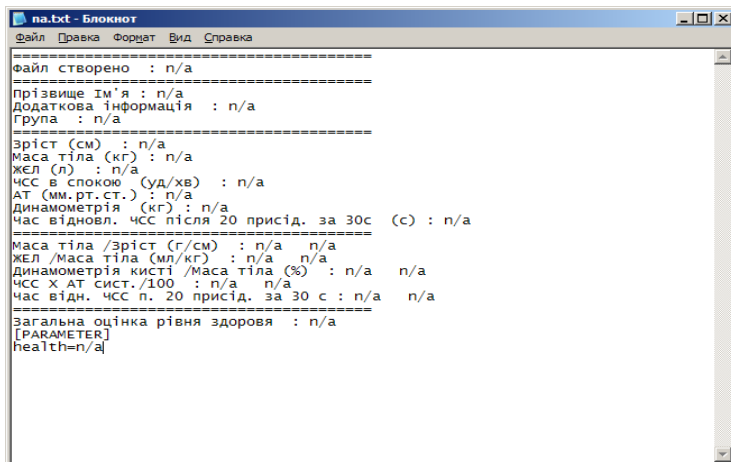 na.txt - Блокнот
Файл Правка Формат Вид Справка
========================================
Файл створено : n/a
========================================
Прізвище Ім'я : n/a
Додаткова інформація : n/a
Група : n/a
========================================
Зріст (см) : n/a
Маса тіла (кг) : n/a
ЖЄЛ (л) : n/a
ЧСС в спокою (уд/хв) : n/a
АТ (мм.рт.ст.) : n/a
Динамометрія (кг) : n/a
Час відновл. ЧСС після 20 присід. за 30с (с) : n/a
========================================
Маса тіла /Зріст (г/см) : n/a n/a
ЖЕЛ /Маса тіла (мл/кг) : n/a n/a
Динамометрія кисті /Маса тіла (%) : n/a n/a
ЧСС Х АТ сист./100 : n/a n/a
Час відн. ЧСС п. 20 присід. за 30 с : n/a n/a
========================================
Загальна оцінка рівня здоровя : n/a
[PARAMETER]
health=n/a